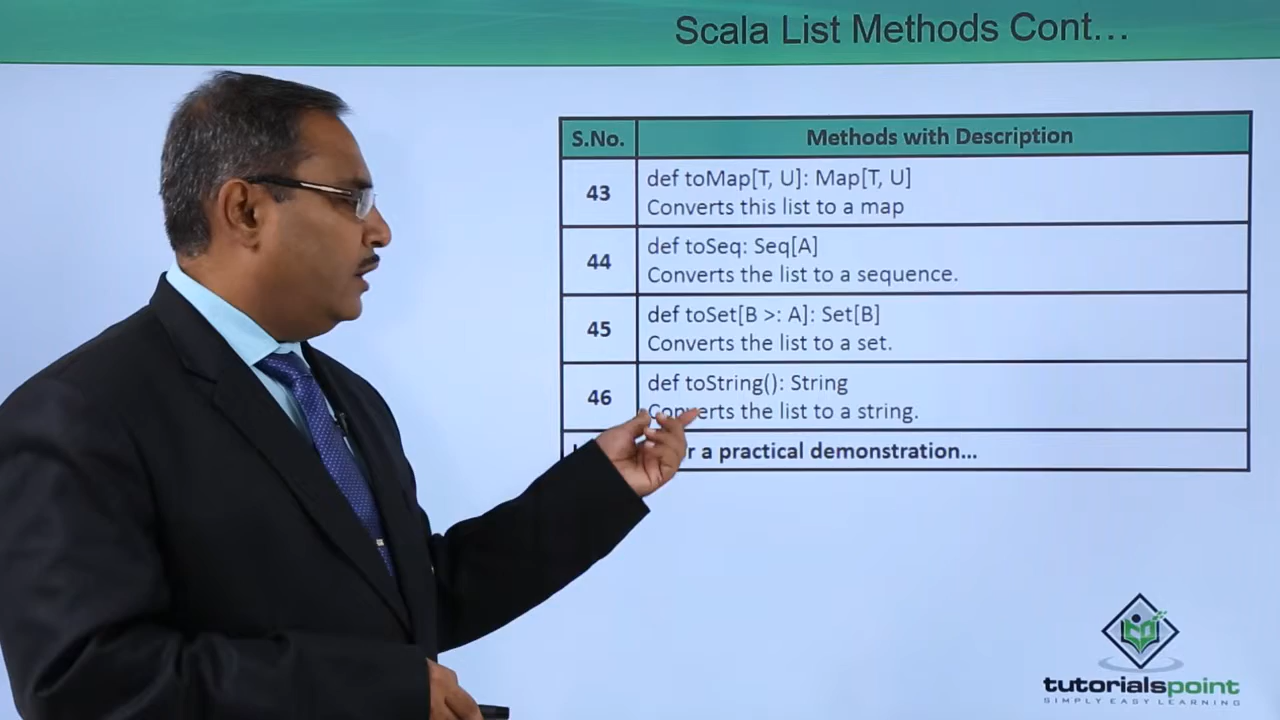 Scala List Methods Cont...
S.No. Methods with Description
43
def toMap[T, U]: Map[T, U]
Converts this list to a map
44
def toSeq: Seq[A]
Converts the list to a sequence.
45
def toSet[B >: A]: Set[B]
Converts the list to a set.
46
def toString(): String
Converts the list to a string.
a practical demonstration...
tutorialspoint
SIMPLY EASY LEARNING